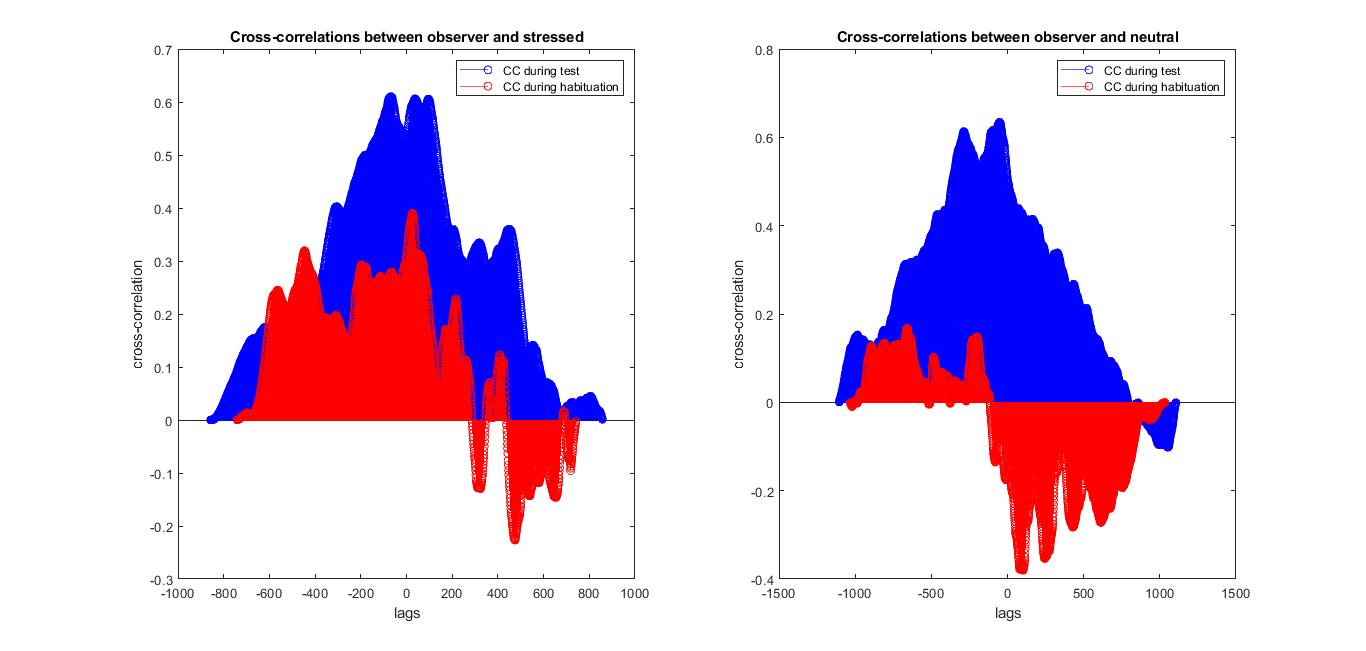 Cross-correlations between observer and stressed
0.7
0.6
0.5
0.4
0.3
0.2
0.1
0
-0.1
-0.2
-0.3
cross-correlation
-1000 -800 -600 -400 -200 0 200 400 600 800 1000
lags
CC during test
CC during habituation
Cross-correlations between observer and neutral
0.8
0.6
0.4
0.2
0
-0.2
-0.4
cross-correlation
-1500 -1000 -500 0 500 1000 1500
lags
CC during test
CC during habituation